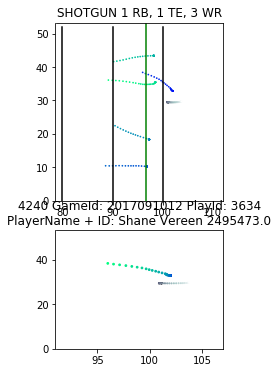 SHOTGUN 1 RB, 1 TE, 3 WR
50
40
30
20
10
0
80 90 100 110
4240 GameId: 2017091012 PlayId: 3634
PlayerName + ID: Shane Vereen 2495473.0
40
20
0
95 100 105